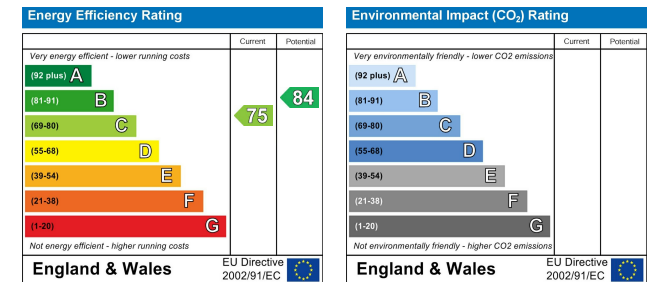 Energy Efficiency Rating
Current Potential
Very energy efficient - lower running costs
(92 plus) A
(81-91) B
84
75
(69-80) C
(55-68) D
(39-54) E
(21-38) F
(1-20) G
Not energy efficient - higher running costs
England & Wales
EU Directive
2002/91/EC
Environmental Impact (CO₂) Rating
Current Potential
Very environmentally friendly - lower CO2 emissions
(92 plus) A
(81-91) B
(69-80) C
(55-68) D
(39-54) E
(21-38) F
(1-20) G
Not environmentally friendly - higher CO2 emissions
England & Wales
EU Directive
2002/91/EC